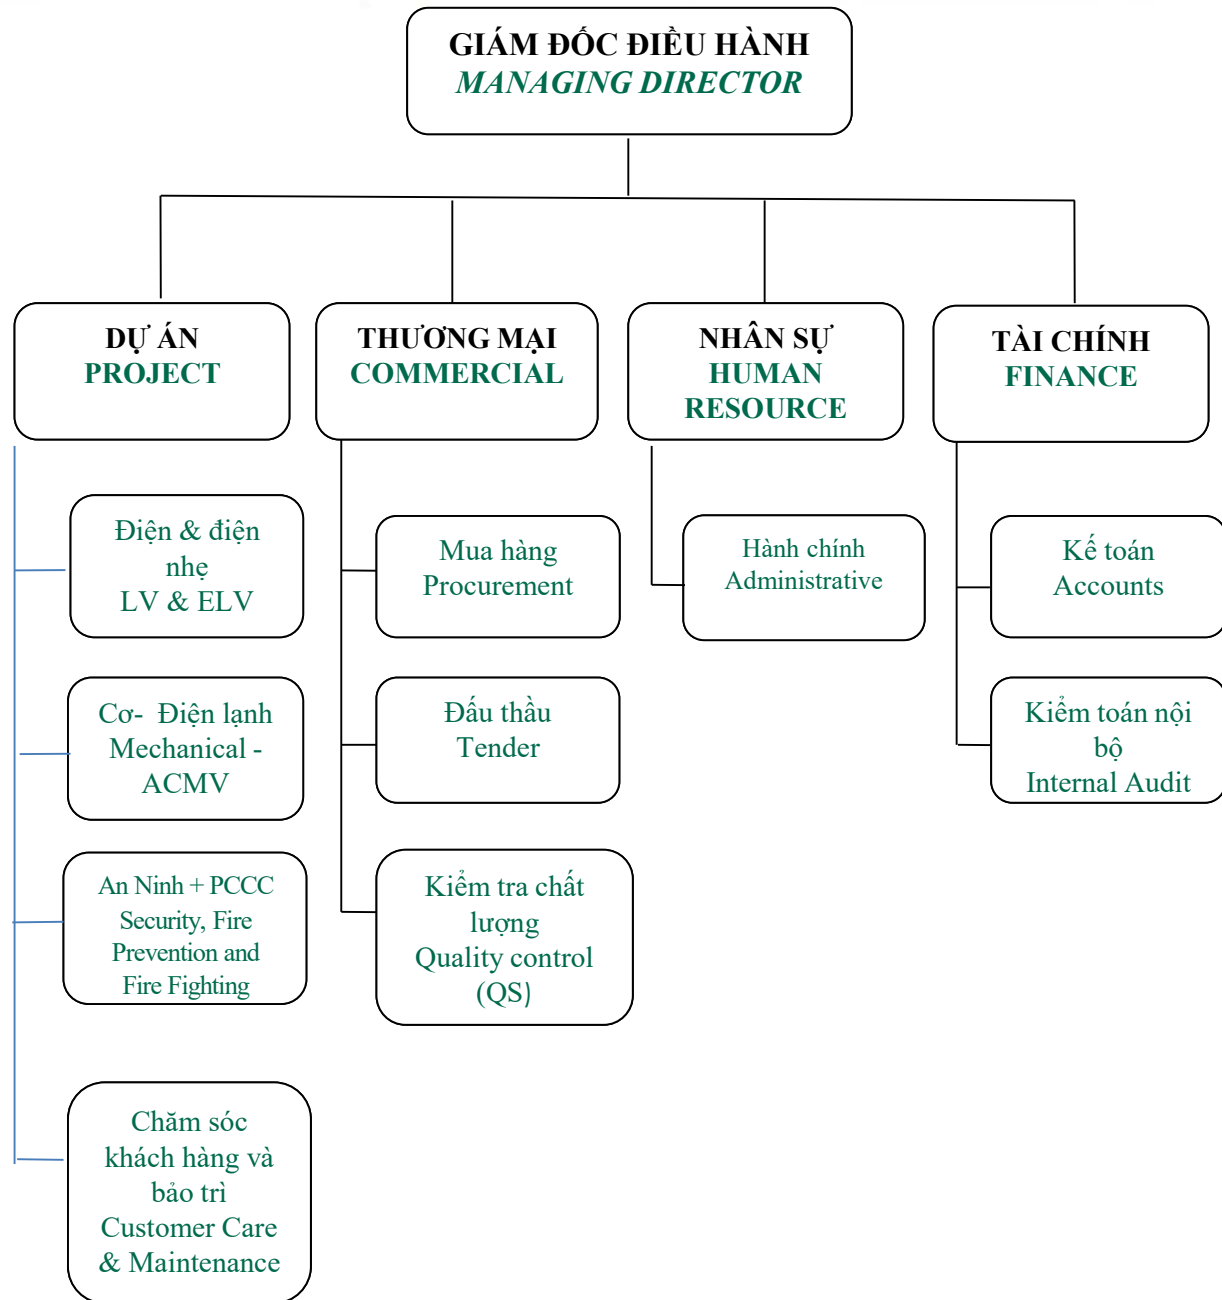 GIÁM ĐỐC ĐIỀU HÀNH
MANAGING DIRECTOR
DỰ ÁN
PROJECT
THƯƠNG MẠI
COMMERCIAL
NHÂN SỰ
HUMAN
RESOURCE
TÀI CHÍNH
FINANCE
Điện & điện
nhẹ
LV & ELV
Cơ- Điện lạnh
Mechanical -
ACMV
An Ninh + PCCC
Security, Fire
Prevention and
Fire Fighting
Chăm sóc
khách hàng và
bảo trì
Customer Care
& Maintenance
Mua hàng
Procurement
Đấu thầu
Tender
Kiểm tra chất
lượng
Quality control
(QS)
Hành chính
Administrative
Kế toán
Accounts
Kiểm toán nội
bộ
Internal Audit